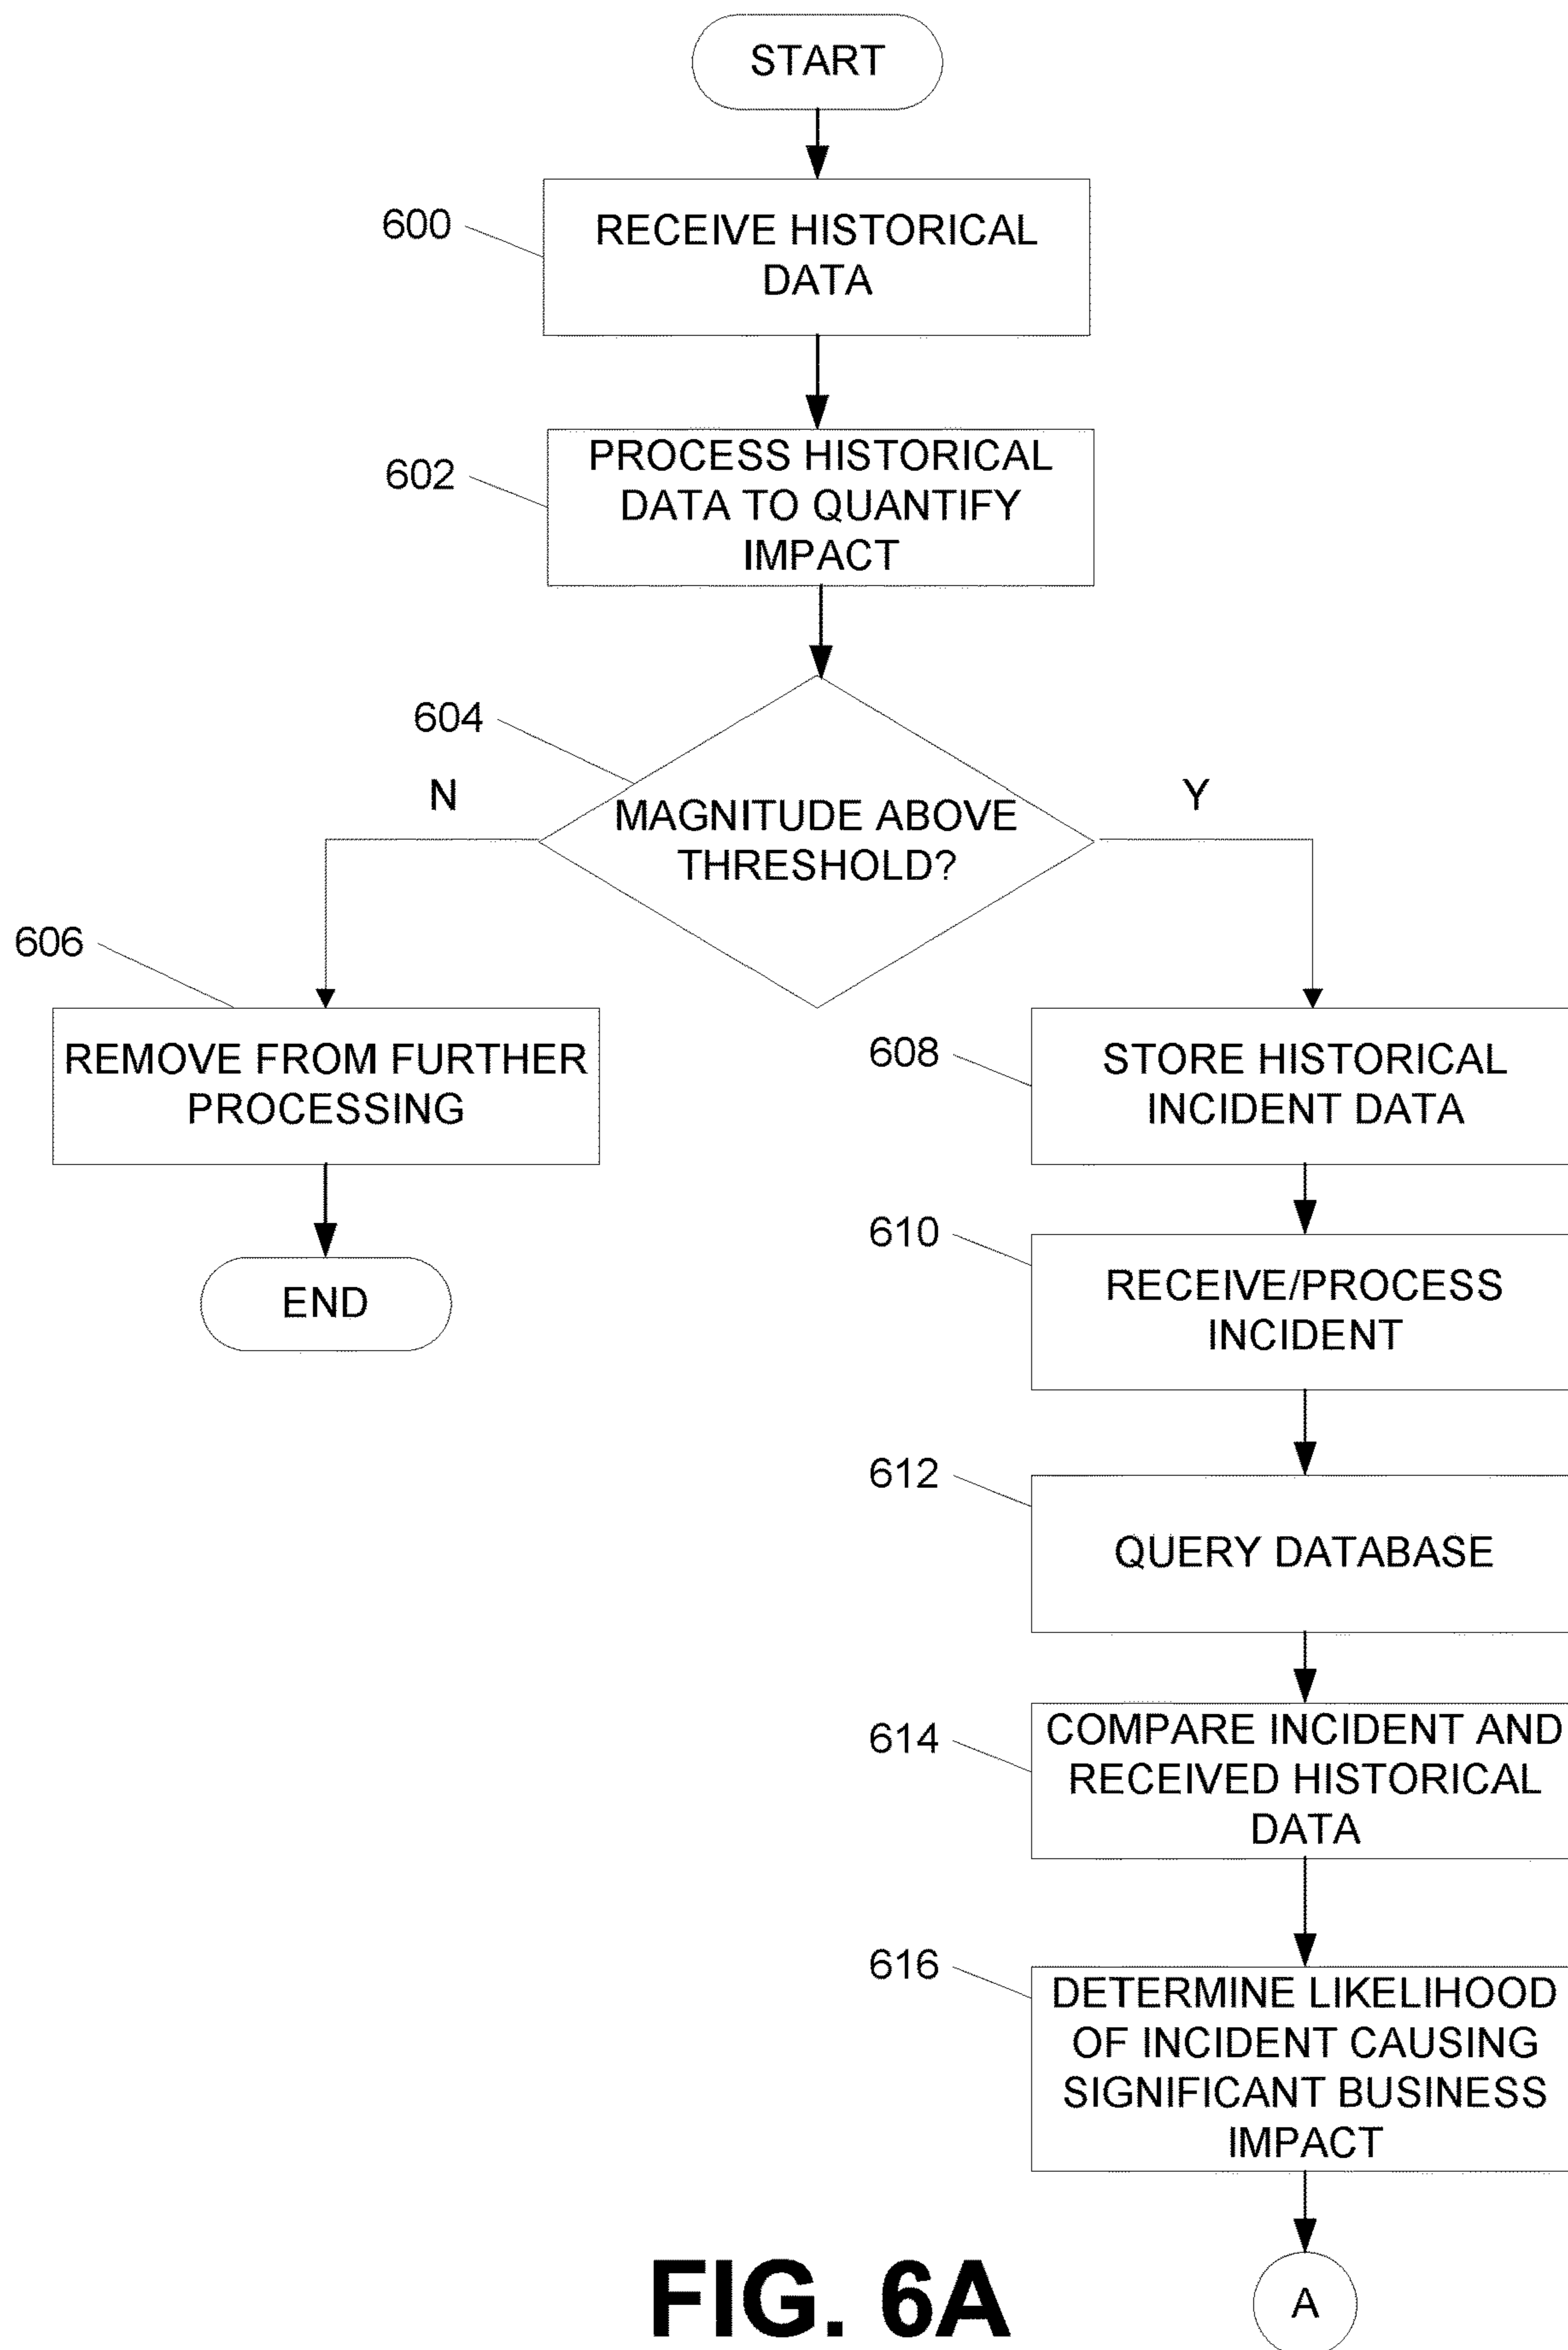 START
600
RECEIVE HISTORICAL
DATA
602
PROCESS HISTORICAL
DATA TO QUANTIFY
IMPACT
604
N
MAGNITUDE ABOVE
THRESHOLD?
Y
606
REMOVE FROM FURTHER
PROCESSING
END
608
STORE HISTORICAL
INCIDENT DATA
610
RECEIVE/PROCESS
INCIDENT
612
QUERY DATABASE
614
COMPARE INCIDENT AND
RECEIVED HISTORICAL
DATA
616
DETERMINE LIKELIHOOD
OF INCIDENT CAUSING
SIGNIFICANT BUSINESS
IMPACT
A
FIG. 6A